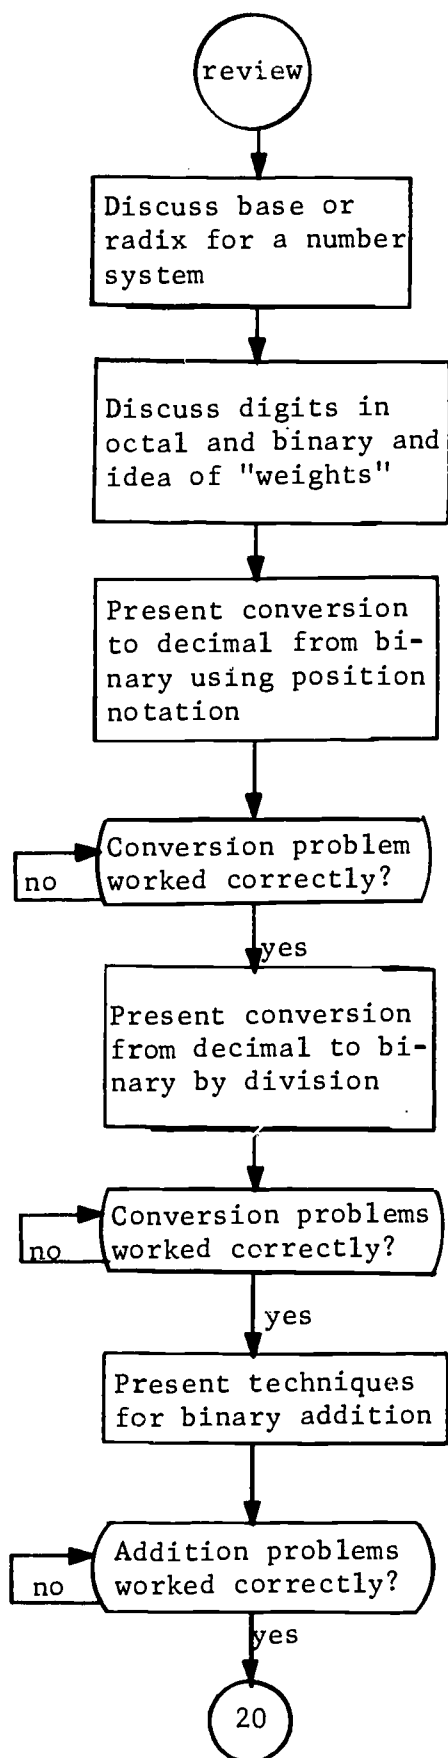 review
Discuss base or
radix for a number
system
Discuss digits in
octal and binary and
idea of "weights"
Present conversion
to decimal from bi-
nary using position
notation
Conversion problem
worked correctly?
no
yes
Present conversion
from decimal to bi-
nary by division
Conversion problems
worked correctly?
no
yes
Present techniques
for binary addition
Addition problems
worked correctly?
no
yes
20